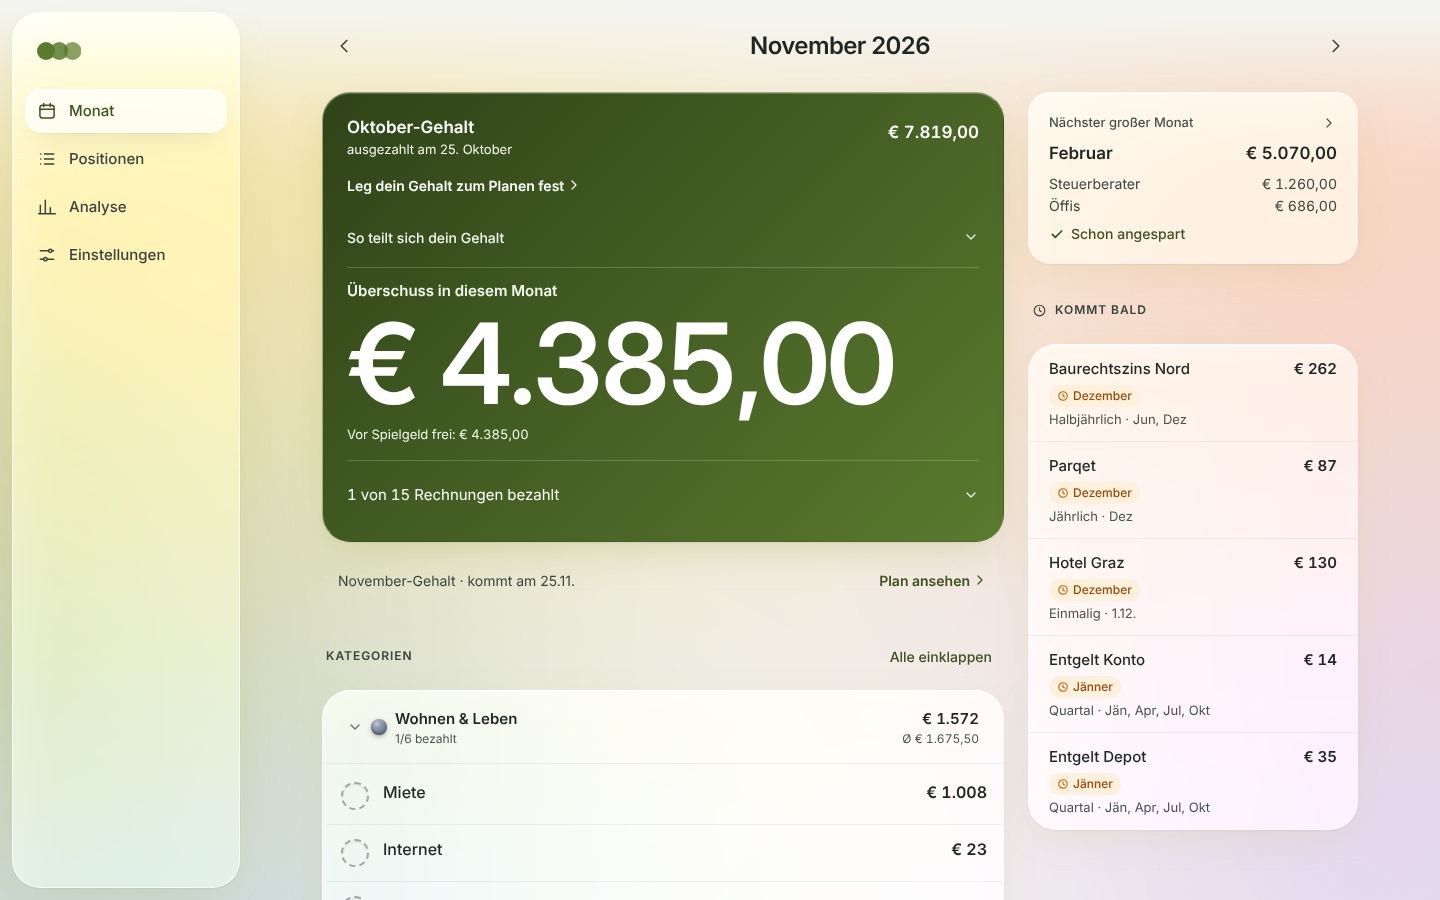 Monat
Positionen
Analyse
Einstellungen
November 2026
Oktober-Gehalt
€ 7.819,00
ausgezahlt am 25. Oktober
Leg dein Gehalt zum Planen fest
So teilt sich dein Gehalt
Überschuss in diesem Monat
€ 4.385,00
Vor Spielgeld frei: € 4.385,00
1 von 15 Rechnungen bezahlt
November-Gehalt · kommt am 25.11.
Plan ansehen
KATEGORIEN
Alle einklappen
Wohnen & Leben
€ 1.572
1/6 bezahlt
Ø € 1.675,50
Miete
€ 1.008
Internet
€ 23
Nächster großer Monat
Februar
€ 5.070,00
Steuerberater
€ 1.260,00
Öffis
€ 686,00
Schon angespart
KOMMT BALD
Baurechtszins Nord
€ 262
Dezember
Halbjährlich · Jun, Dez
Parqet
€ 87
Dezember
Jährlich · Dez
Hotel Graz
€ 130
Dezember
Einmalig · 1.12.
Entgelt Konto
€ 14
Jänner
Quartal · Jän, Apr, Jul, Okt
Entgelt Depot
€ 35
Jänner
Quartal · Jän, Apr, Jul, Okt